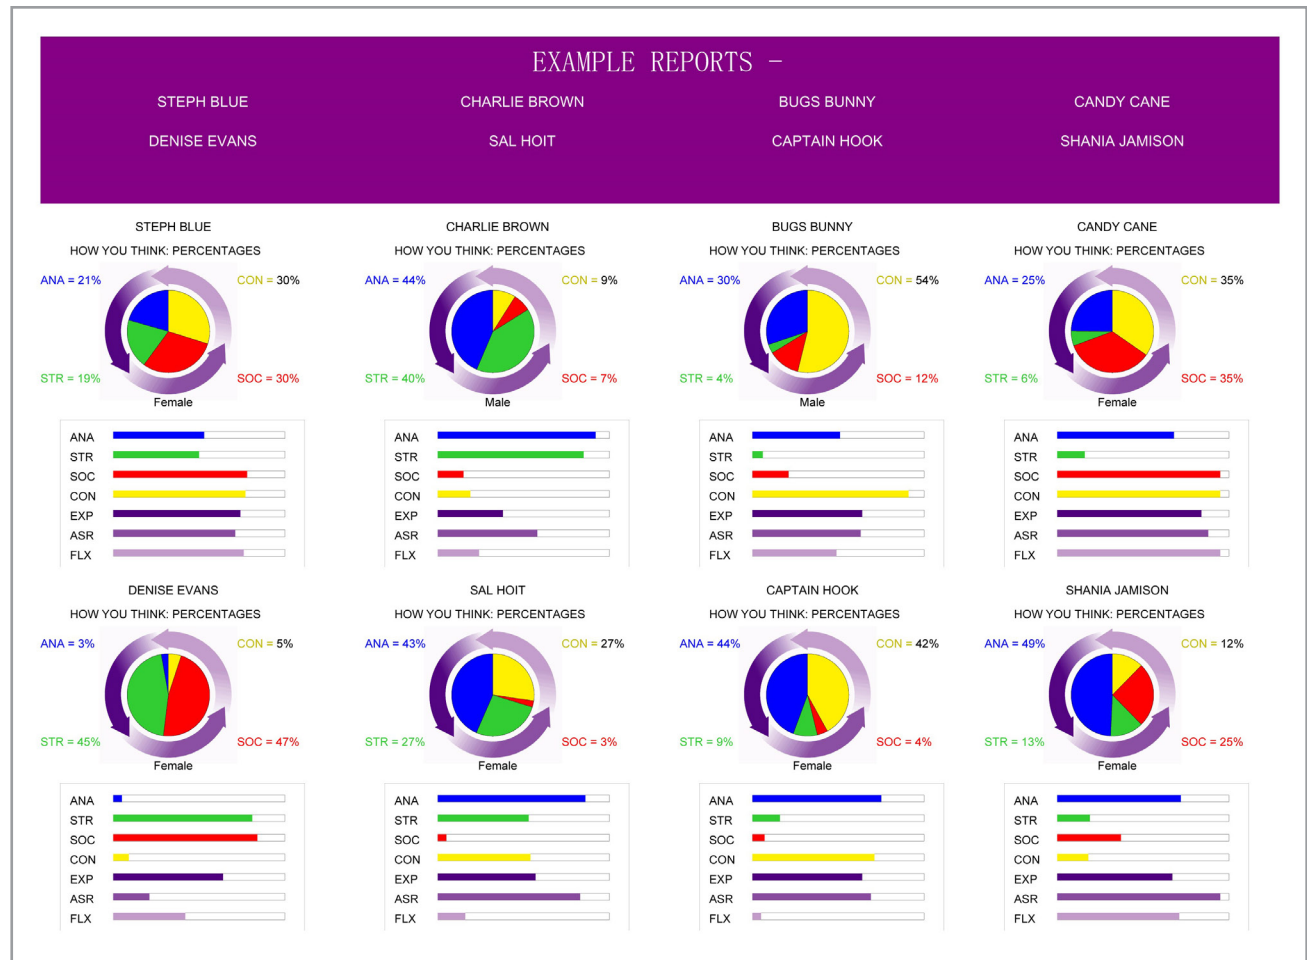 EXAMPLE REPORTS -
STEPH BLUE CHARLIE BROWN BUGS BUNNY CANDY CANE
DENISE EVANS SAL HOIT CAPTAIN HOOK SHANIA JAMISON
STEPH BLUE
HOW YOU THINK: PERCENTAGES
ANA = 21% CON = 30%
STR = 19% SOC = 30%
Female
ANA
STR
SOC
CON
EXP
ASR
FLX
CHARLIE BROWN
HOW YOU THINK: PERCENTAGES
ANA = 44% CON = 9%
STR = 40% SOC = 7%
Male
ANA
STR
SOC
CON
EXP
ASR
FLX
BUGS BUNNY
HOW YOU THINK: PERCENTAGES
ANA = 30% CON = 54%
STR = 4% SOC = 12%
Male
ANA
STR
SOC
CON
EXP
ASR
FLX
CANDY CANE
HOW YOU THINK: PERCENTAGES
ANA = 25% CON = 35%
STR = 6% SOC = 35%
Female
ANA
STR
SOC
CON
EXP
ASR
FLX
DENISE EVANS
HOW YOU THINK: PERCENTAGES
ANA = 3% CON = 5%
STR = 45% SOC = 47%
Female
ANA
STR
SOC
CON
EXP
ASR
FLX
SAL HOIT
HOW YOU THINK: PERCENTAGES
ANA = 43% CON = 27%
STR = 27% SOC = 3%
Female
ANA
STR
SOC
CON
EXP
ASR
FLX
CAPTAIN HOOK
HOW YOU THINK: PERCENTAGES
ANA = 44% CON = 42%
STR = 9% SOC = 4%
Female
ANA
STR
SOC
CON
EXP
ASR
FLX
SHANIA JAMISON
HOW YOU THINK: PERCENTAGES
ANA = 49% CON = 12%
STR = 13% SOC = 25%
Female
ANA
STR
SOC
CON
EXP
ASR
FLX